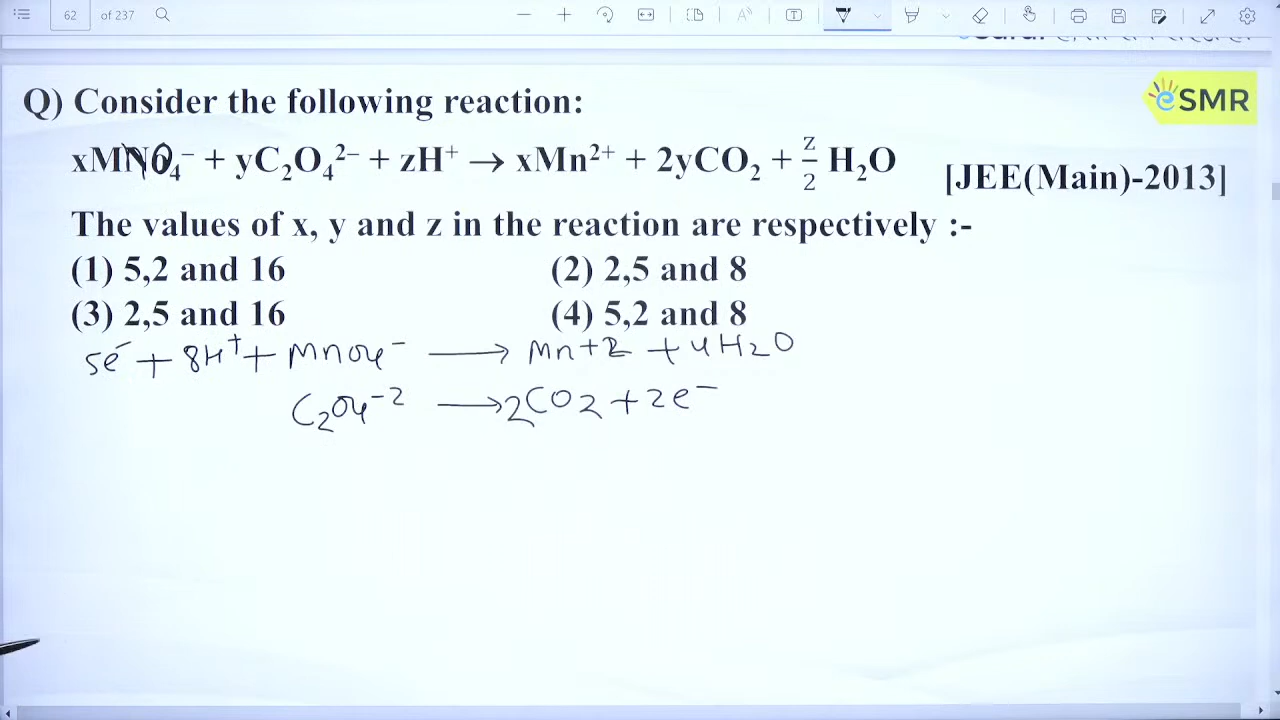 62 of 237
eSMR
Q) Consider the following reaction:
xMNO₄⁻ + yC₂O₄²⁻ + zH⁺ → xMn²⁺ + 2yCO₂ + z/2 H₂O
[JEE(Main)-2013]
The values of x, y and z in the reaction are respectively :-
(1) 5,2 and 16 (2) 2,5 and 8
(3) 2,5 and 16 (4) 5,2 and 8
5e⁻ + 8H⁺ + MnO₄⁻ ⟶ Mn+2 + 4H₂O
C₂O₄⁻² ⟶ 2CO₂ + 2e⁻